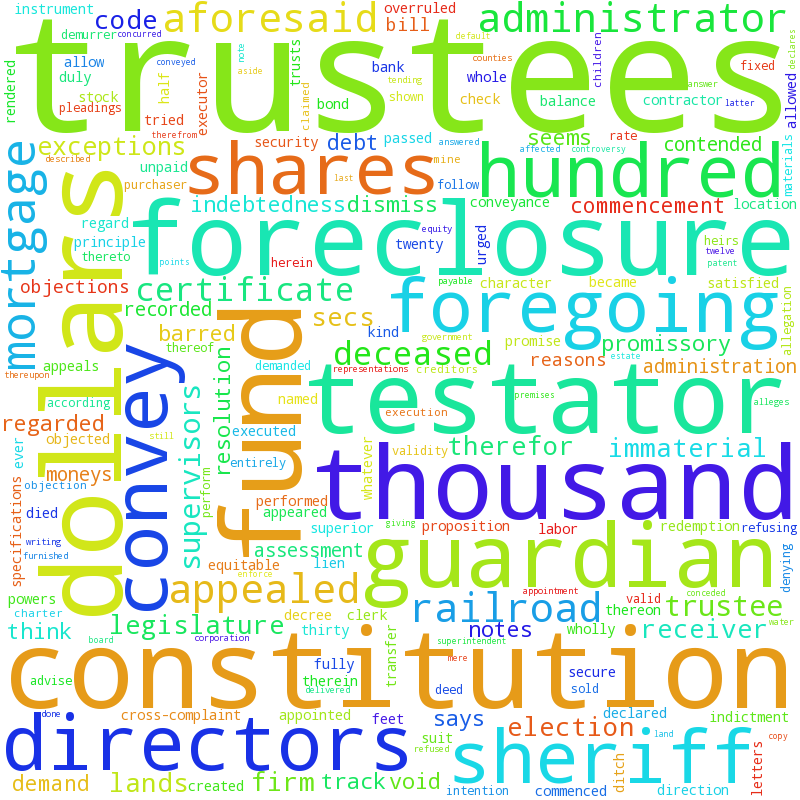 instrument
code
demurrer
concurred
aforesaid
overruled
bill
administrator
trustees
default
note
aside
conveyed
counties
answer
declares
allow
duly
stock
half
executor
trusts
bank
tending
shown
claimed
bond
whole
check
children
fixed
balance
contractor
latter
allowed
rendered
pleadings
tried
therefrom
passed
rate
materials
exceptions
security
debt
answered
seems
affected
controversy
contended
described
unpaid
purchaser
last
shares
mine
follow
hundred
mortgage
dollars
indebtedness
dismiss
conveyance
commencement
location
regard
principle
thereto
points
foreclosure
herein
twenty
equity
urged
heirs
twelve
patent
objections
certificate
payable
character
became
satisfied
allegation
recorded
fund
secs
foregoing
barred
kind
promise
government
thereof
deceased
promissory
appeals
thereupon
resolution
demanded
representations
creditors
reasons
estate
administration
according
named
testator
premises
alleges
regarded
convey
supervisors
execution
objected
still
executed
therefor
immaterial
moneys
entirely
whatever
validity
ever
specifications
objection
perform
thousand
died
performed
giving
writing
appeared
superior
proposition
labor
redemption
refusing
furnished
equitable
assessment
lien
guardian
denying
enforce
powers
appealed
appointment
conceded
charter
decree
clerk
railroad
valid
thereon
trustee
think
legislature
thirty
transfer
notes
wholly
receiver
water
board
corporation
superintendent
mere
constitution
advise
therein
fully
delivered
deed
secure
sold
land
done
cross-complaint
appointed
feet
says
declared
indictment
copy
directors
suit
refused
election
sheriff
demand
lands
created
firm
track
void
intention
commenced
ditch
direction
letters